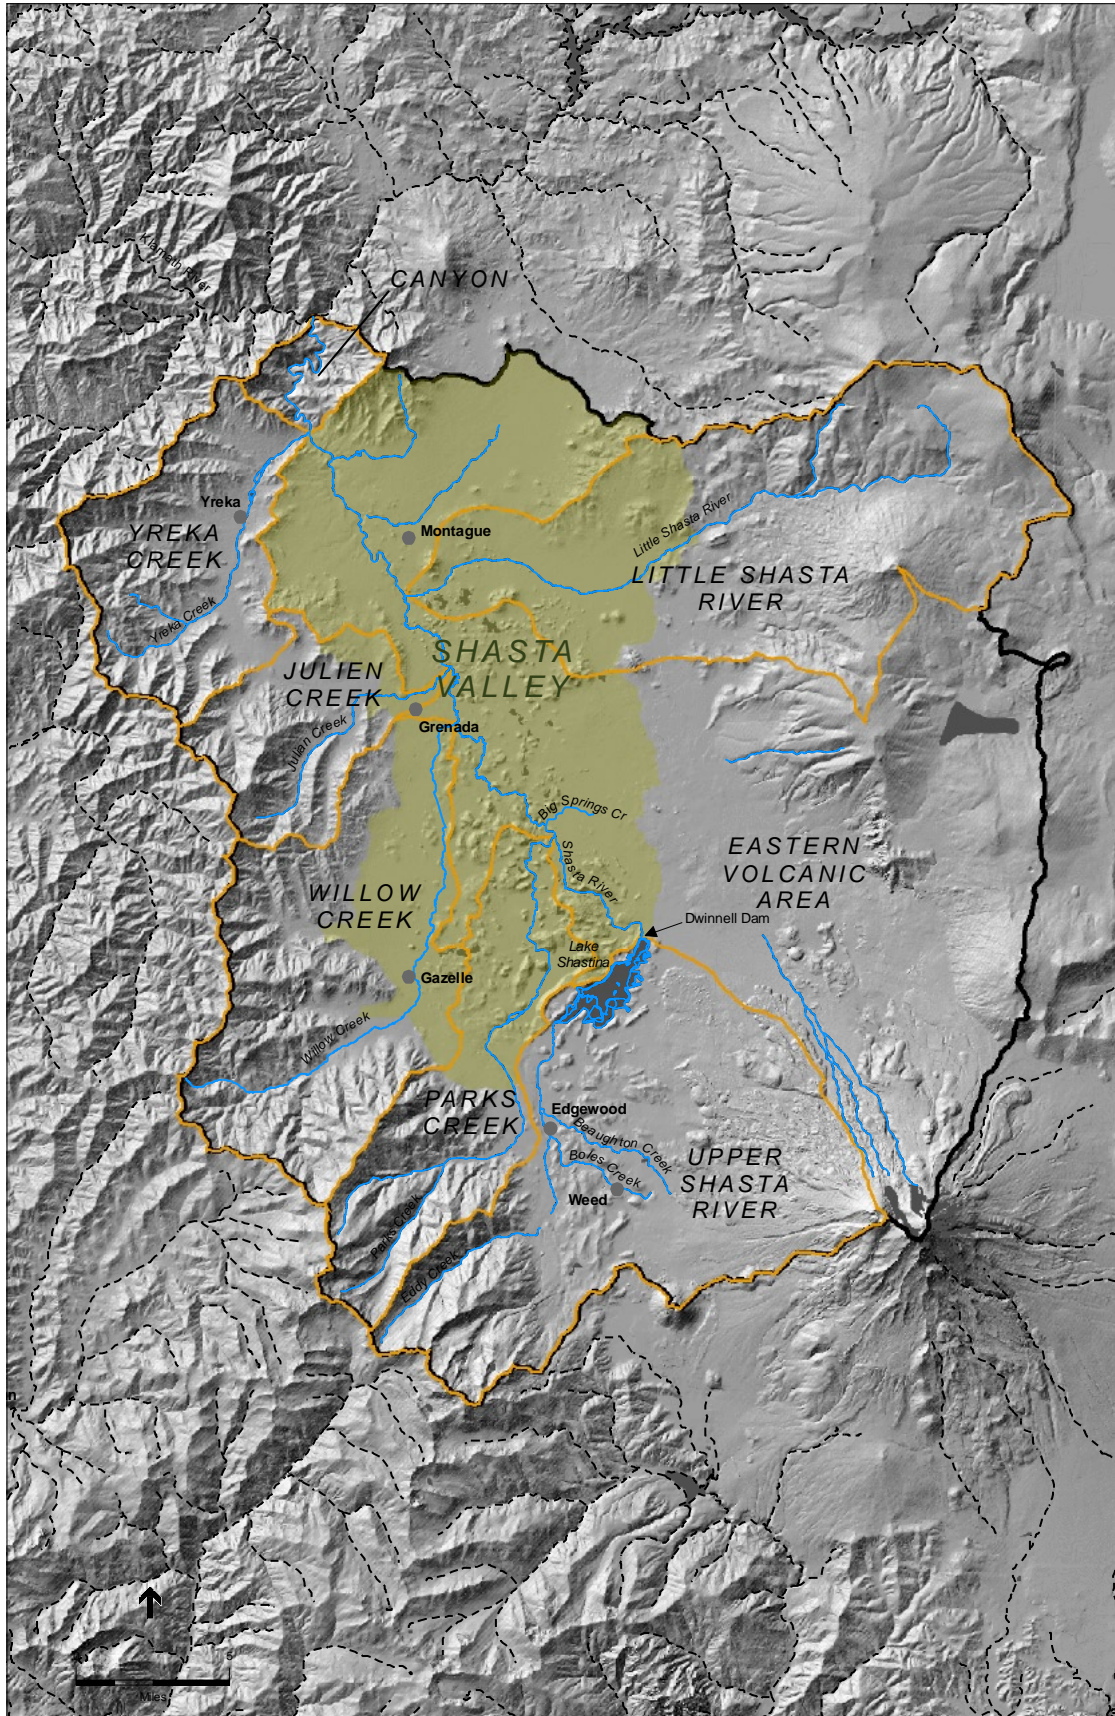 Klamath River
CANYON
Yreka
YREKA
CREEK
Montague
Little Shasta River
LITTLE SHASTA
RIVER
Yreka Creek
SHASTA
VALLEY
JULIEN
CREEK
Grenada
Julian Creek
Big Springs Cr
Shasta River
EASTERN
VOLCANIC
AREA
WILLOW
CREEK
Dwinnell Dam
Lake
Shastina
Gazelle
Willow Creek
PARKS
CREEK
Edgewood
Beaughton Creek
Boles Creek
UPPER
SHASTA
RIVER
Weed
Parks Creek
Eddy Creek
5
Miles